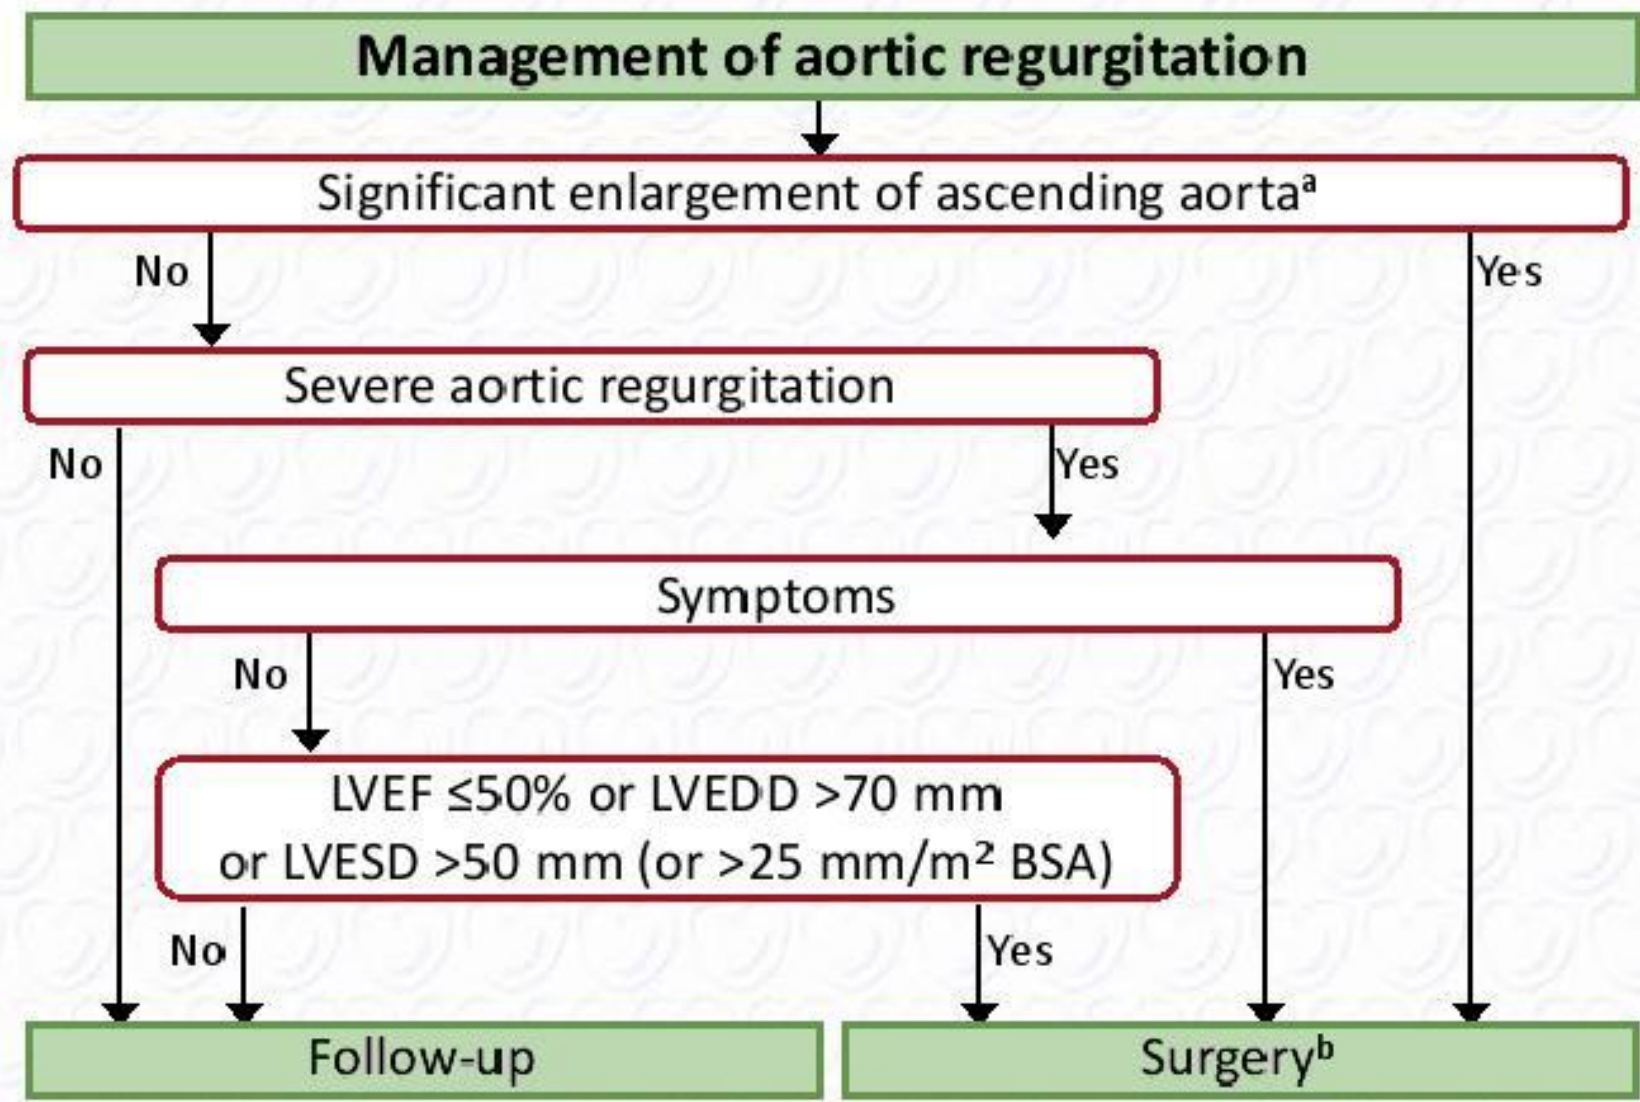 Management of aortic regurgitation
Significant enlargement of ascending aortaᵃ
No
Yes
Severe aortic regurgitation
No
Yes
Symptoms
No
Yes
LVEF ≤50% or LVEDD >70 mm
or LVESD >50 mm (or >25 mm/m² BSA)
No
Yes
Follow-up
Surgeryᵇ